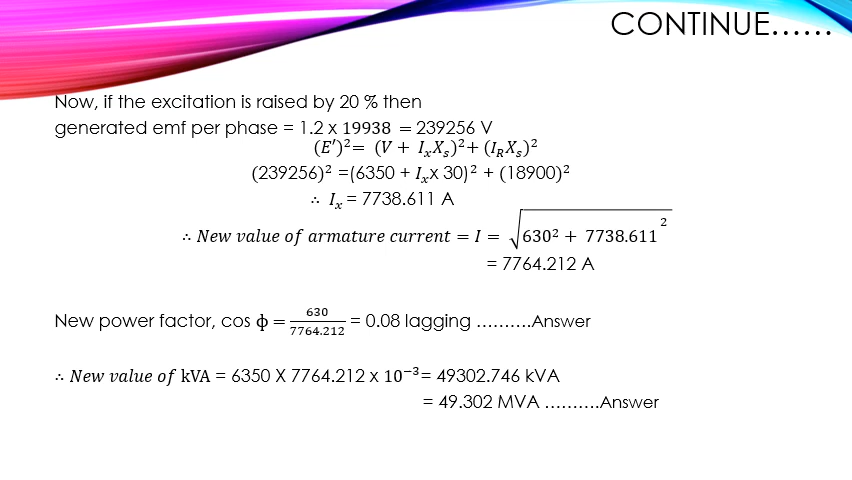 CONTINUE……
Now, if the excitation is raised by 20 % then
generated emf per phase = 1.2 x 19938 = 239256 V
(E′)²= (V + IₓXₛ)²+ (I_RXₛ)²
(239256)² =(6350 + Iₓx 30)² + (18900)²
∴ Iₓ = 7738.611 A
∴ New value of armature current = I = √(630² + 7738.611²)
= 7764.212 A
New power factor, cos ф = 630/7764.212 = 0.08 lagging ……….Answer
∴ New value of kVA = 6350 X 7764.212 x 10⁻³= 49302.746 kVA
= 49.302 MVA ……….Answer